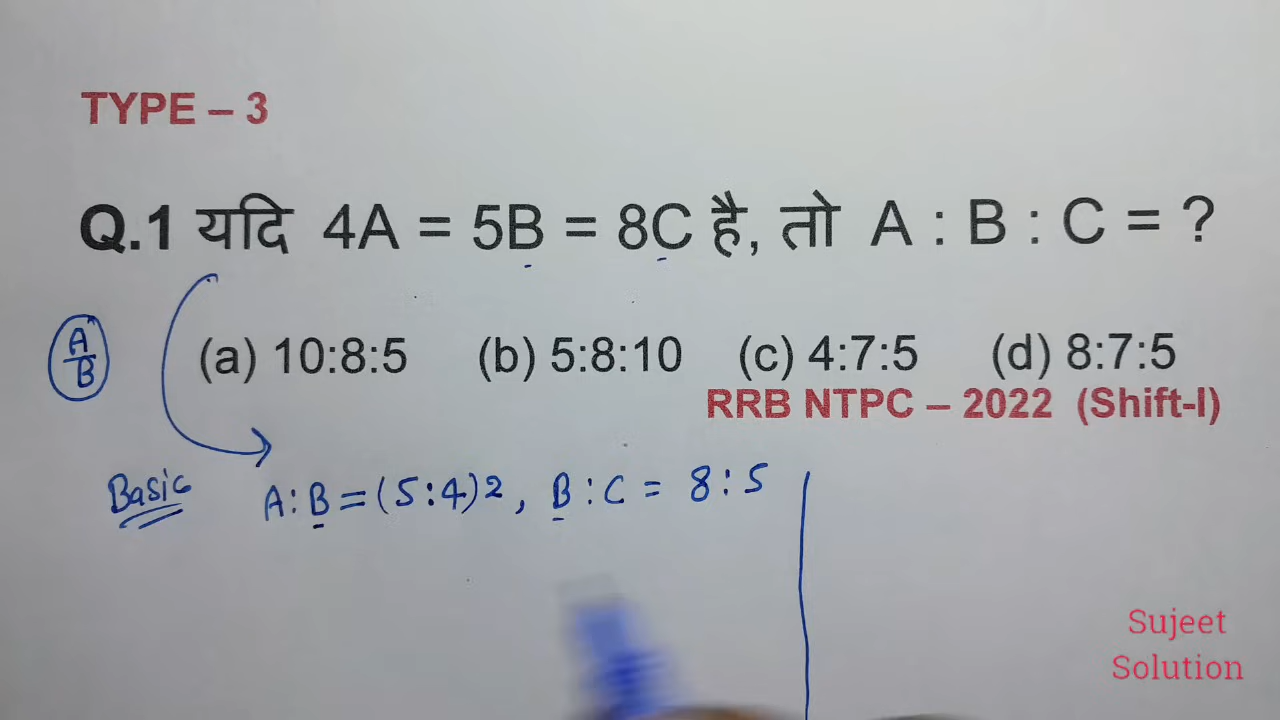 TYPE – 3
Q.1 यदि 4A = 5B = 8C है, तो A : B : C = ?
A/B
(a) 10:8:5 (b) 5:8:10 (c) 4:7:5 (d) 8:7:5
RRB NTPC – 2022 (Shift-I)
Basic A:B=(5:4)2, B:C = 8:5
Sujeet
Solution